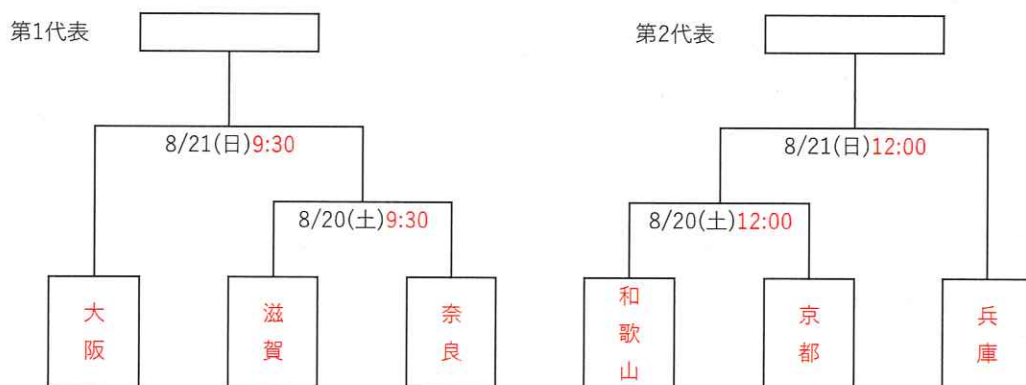 第1代表
第2代表
8/21(日)9:30
8/21(日)12:00
8/20(土)9:30
8/20(土)12:00
大阪
滋賀
奈良
和歌山
京都
兵庫